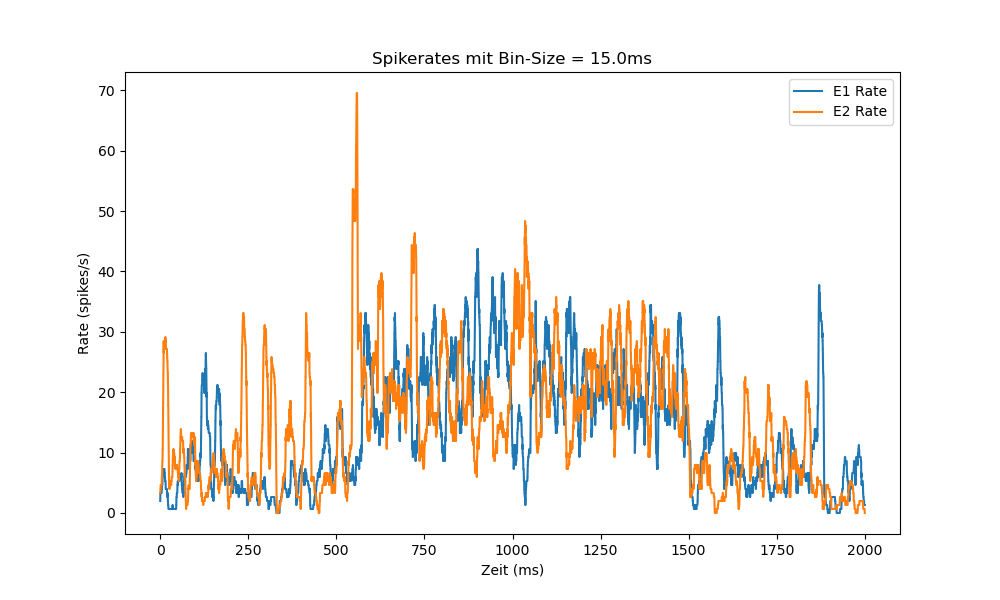 Spikerates mit Bin-Size = 15.0ms
E1 Rate
E2 Rate
70
60
50
40
30
20
10
0
Rate (spikes/s)
0 250 500 750 1000 1250 1500 1750 2000
Zeit (ms)